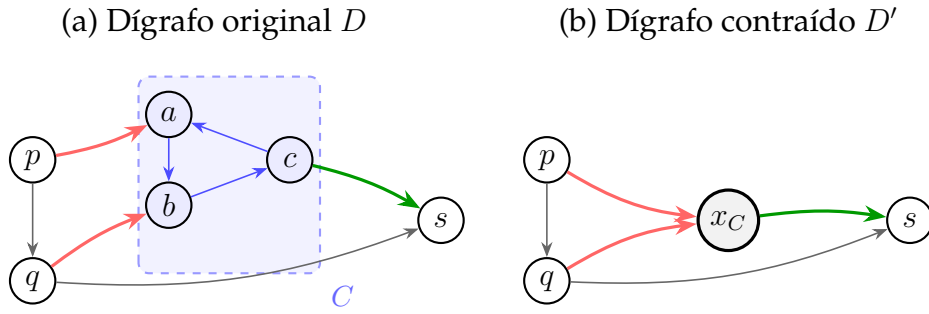 (a) Dígrafo original D
(b) Dígrafo contraído D′
a
p
c
b
s
q
C
p
x_C
s
q